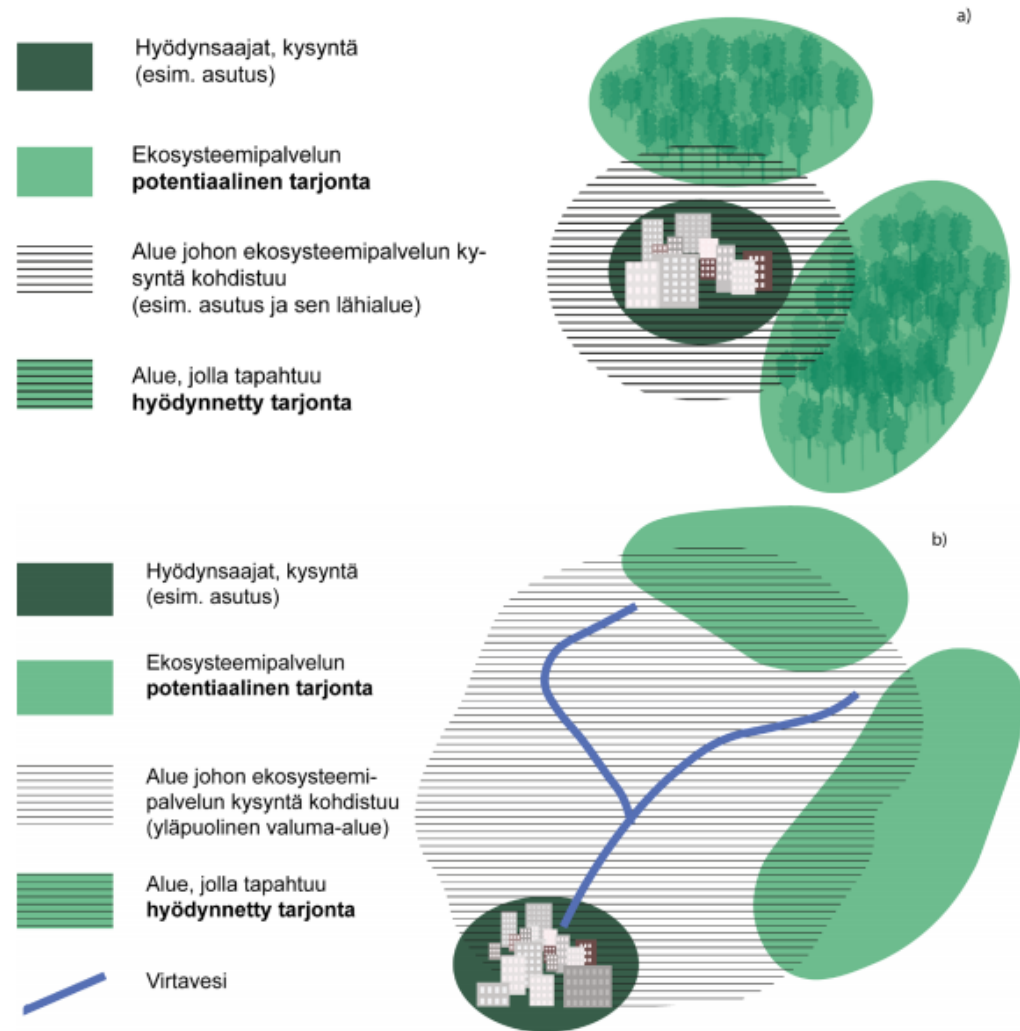 a)
Hyödynsaajat, kysyntä
(esim. asutus)
Ekosysteemipalvelun
potentiaalinen tarjonta
Alue johon ekosysteemipalvelun ky-
syntä kohdistuu
(esim. asutus ja sen lähialue)
Alue, jolla tapahtuu
hyödynnetty tarjonta
b)
Hyödynsaajat, kysyntä
(esim. asutus)
Ekosysteemipalvelun
potentiaalinen tarjonta
Alue johon ekosysteemi-
palvelun kysyntä kohdistuu
(yläpuolinen valuma-alue)
Alue, jolla tapahtuu
hyödynnetty tarjonta
Virtavesi